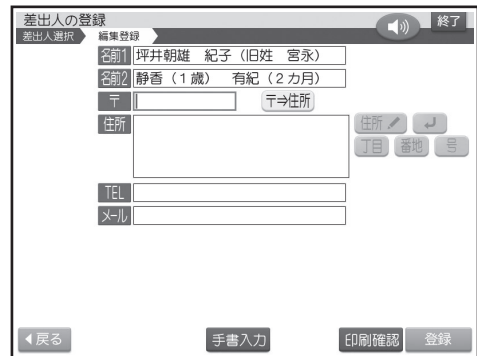 差出人の登録
終了
差出人選択
編集登録
名前1 坪井朝雄　紀子（旧姓　宮永）
名前2 静香（1歳）　有紀（2カ月）
〒 〒⇒住所
住所 住所
丁目 番地 号
TEL
メール
戻る 手書入力 印刷確認 登録